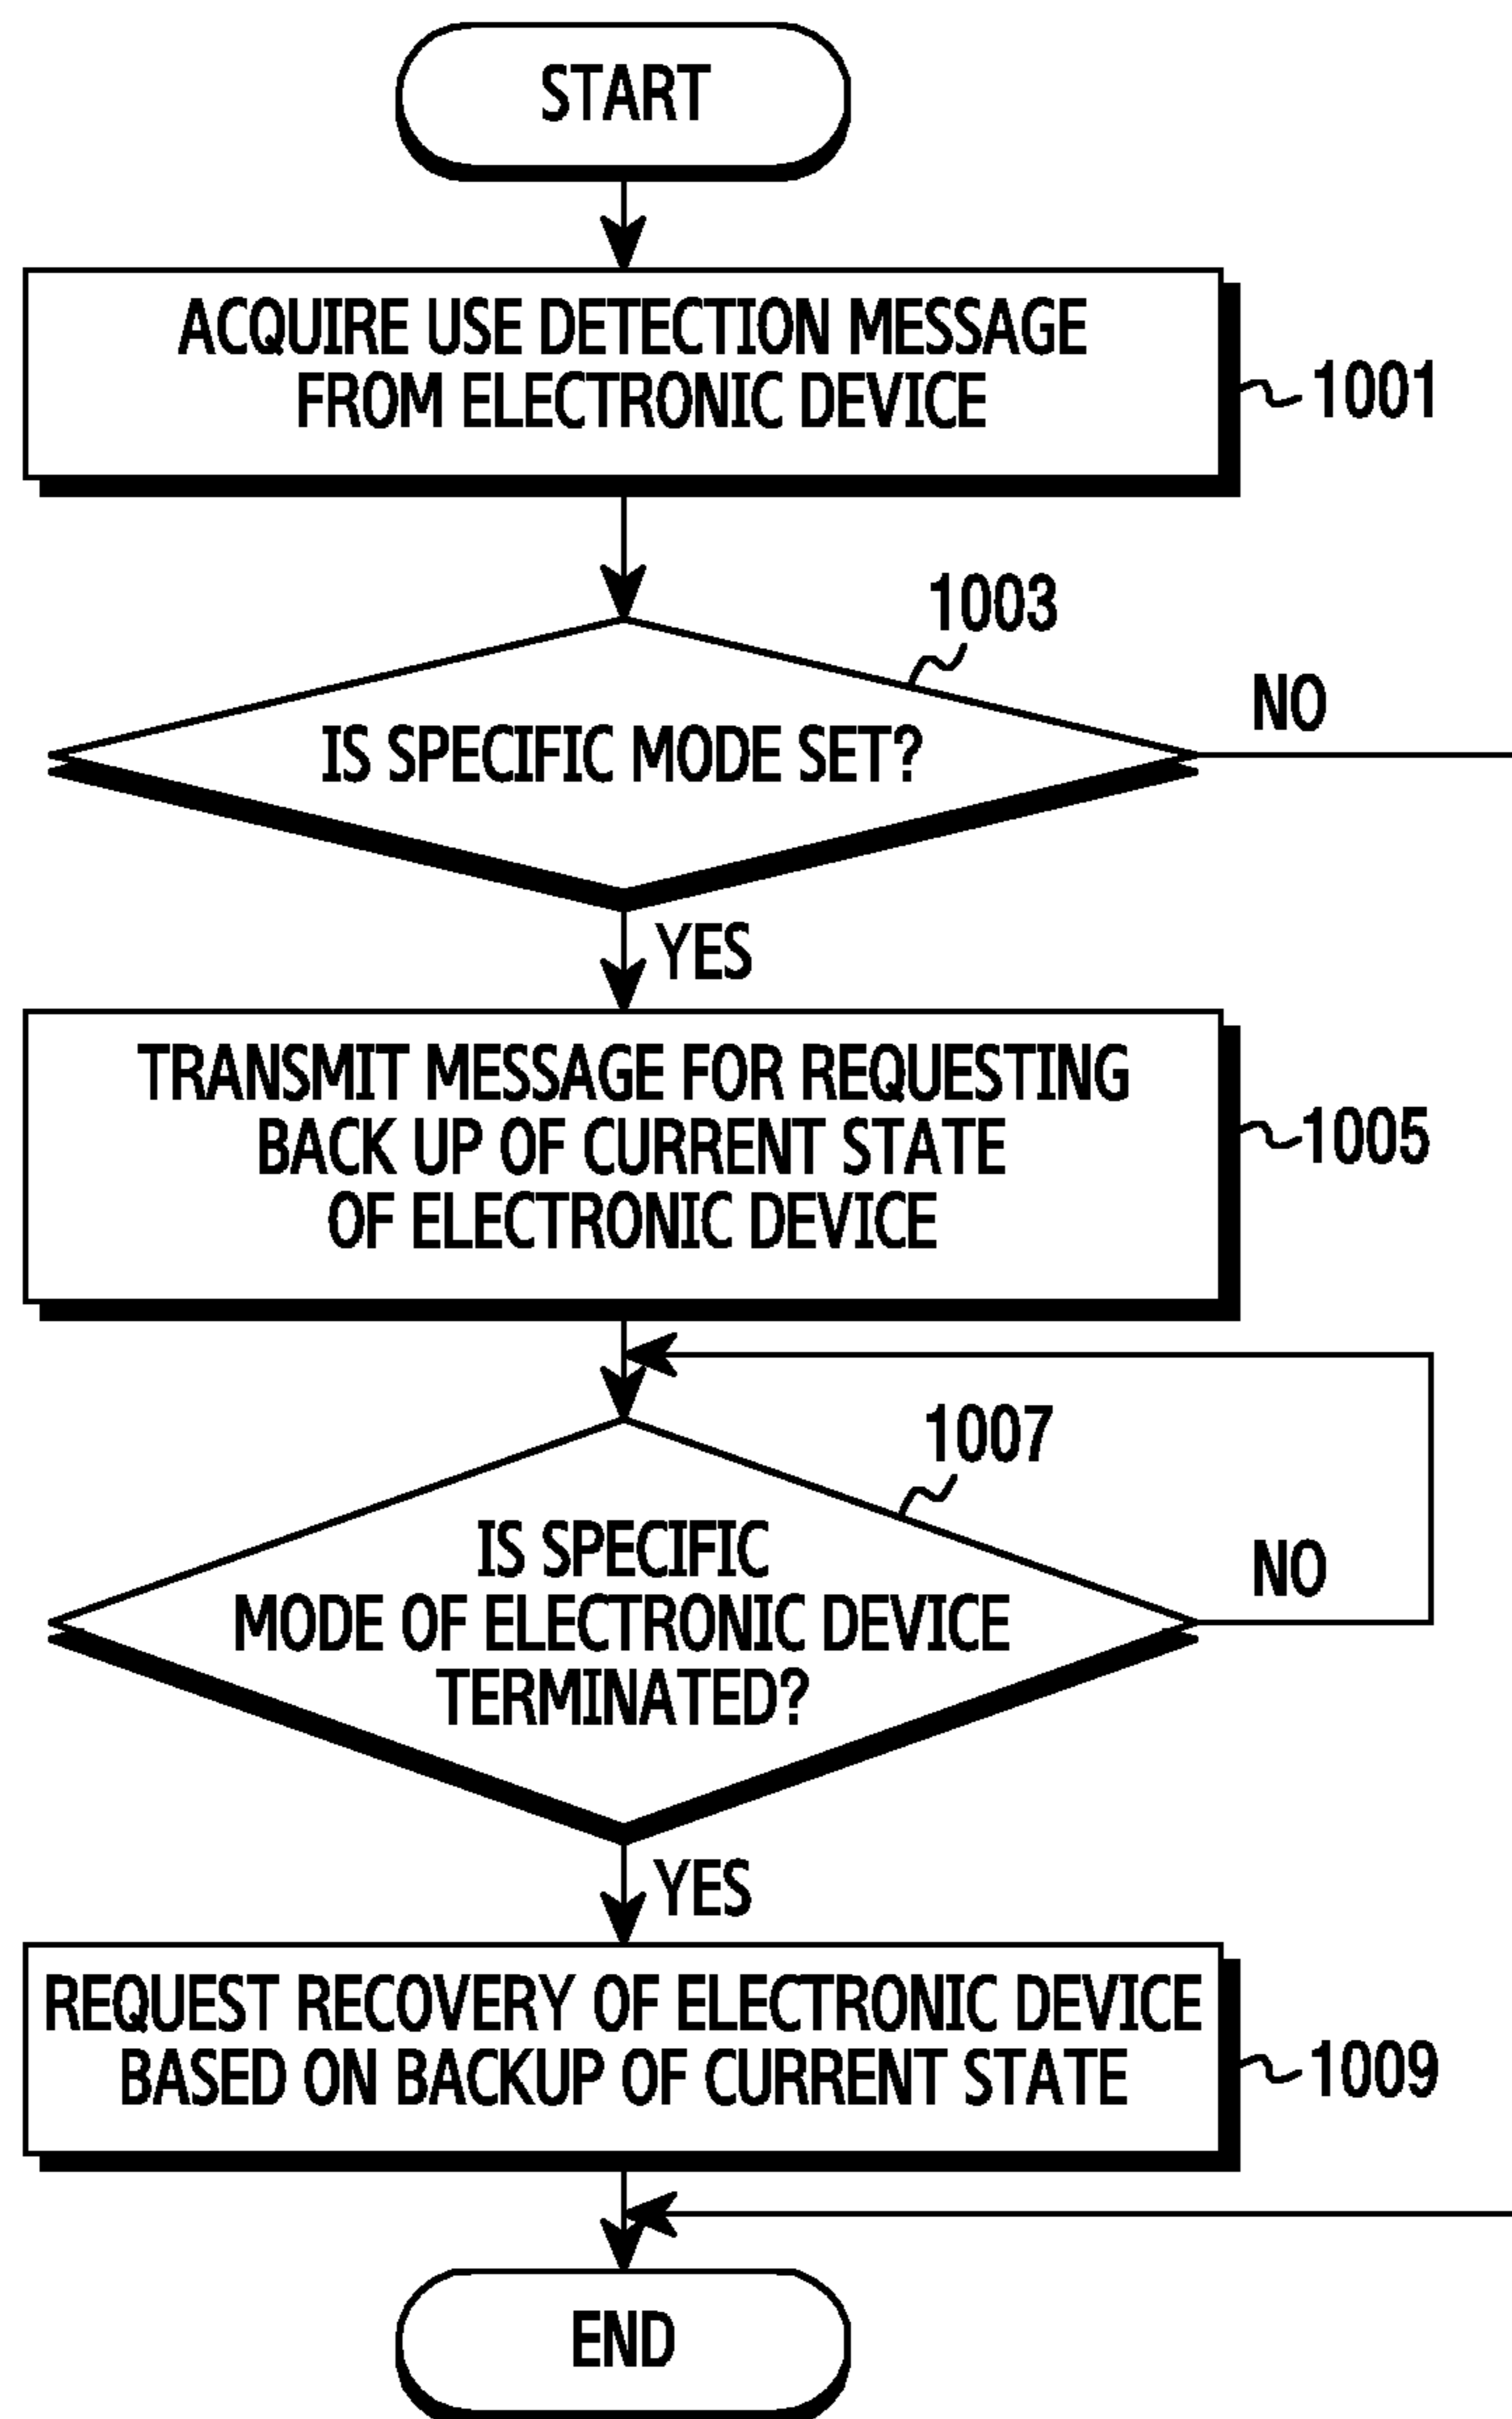 START
ACQUIRE USE DETECTION MESSAGE
FROM ELECTRONIC DEVICE
1001
1003
IS SPECIFIC MODE SET?
NO
YES
TRANSMIT MESSAGE FOR REQUESTING
BACK UP OF CURRENT STATE
OF ELECTRONIC DEVICE
1005
1007
IS SPECIFIC
MODE OF ELECTRONIC DEVICE
TERMINATED?
NO
YES
REQUEST RECOVERY OF ELECTRONIC DEVICE
BASED ON BACKUP OF CURRENT STATE
1009
END